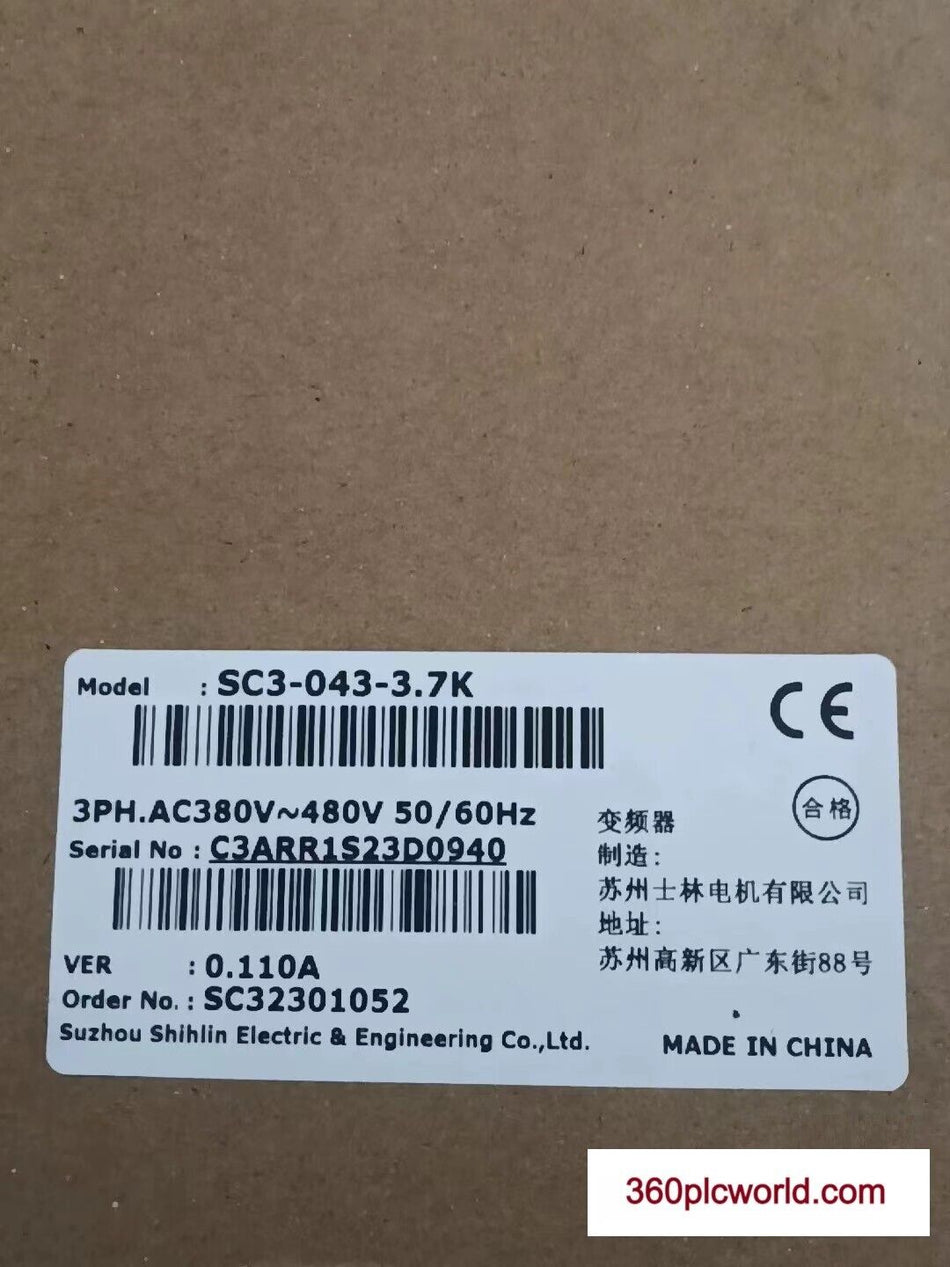 Model : SC3-043-3.7K
CE
3PH.AC380V~480V 50/60Hz
Serial No : C3ARR1S23D0940
合格
变频器
制造:
苏州士林电机有限公司
地址:
苏州高新区广东街88号
VER : 0.110A
Order No. : SC32301052
Suzhou Shihlin Electric & Engineering Co.,Ltd.
MADE IN CHINA
360plcworld.com